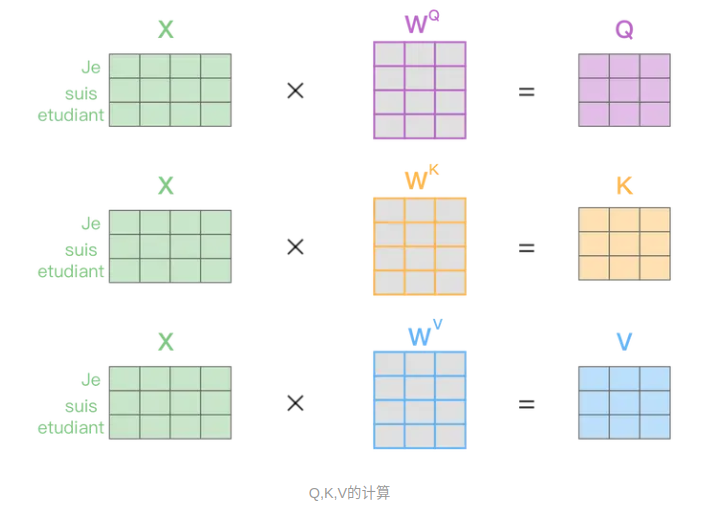 X W^Q Q
Je
suis
etudiant
× =
X W^K K
Je
suis
etudiant
× =
X W^V V
Je
suis
etudiant
× =
Q,K,V的计算